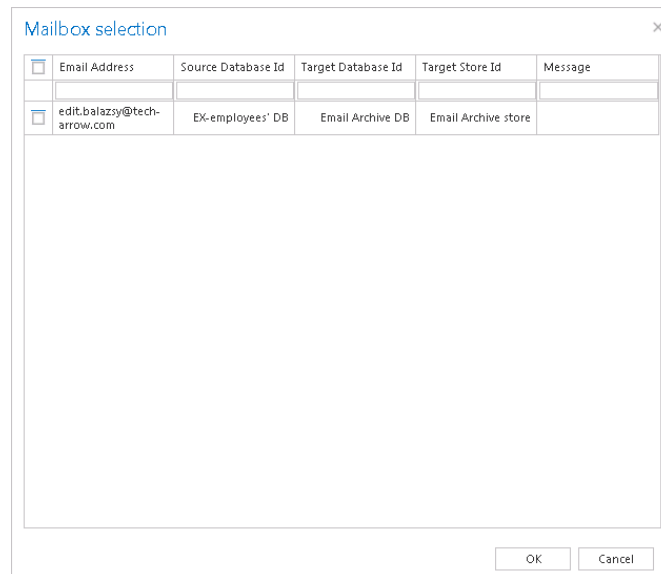 Mailbox selection
Email Address Source Database Id Target Database Id Target Store Id Message
edit.balazsy@tech-
arrow.com EX-employees' DB Email Archive DB Email Archive store
OK Cancel